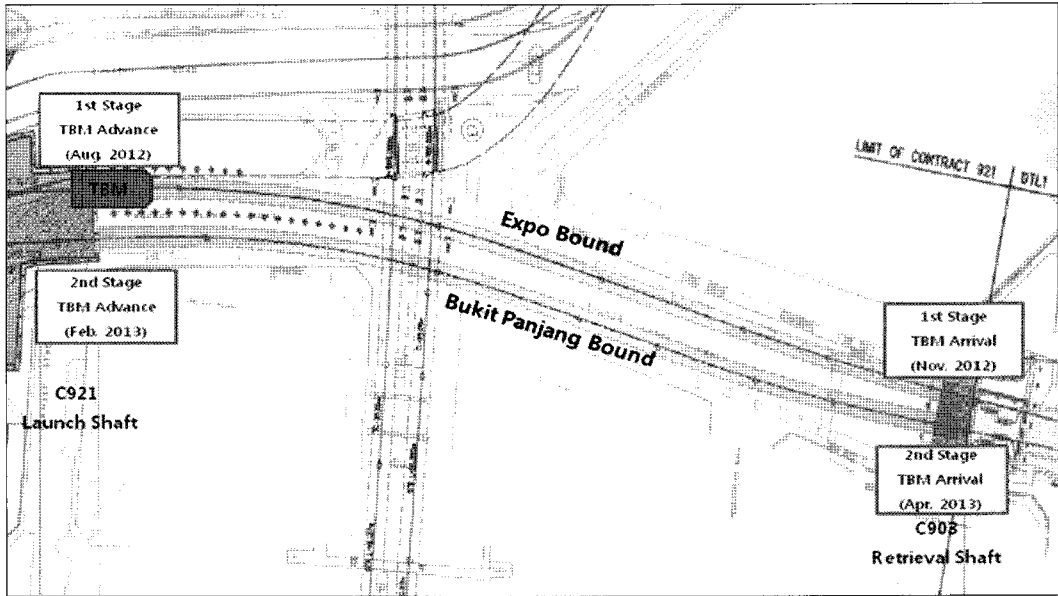 1st Stage
TBM Advance
(Aug. 2012)
TBM
LIMIT OF CONTRACT 921
DTL1
Expo Bound
Bukit Panjang Bound
2nd Stage
TBM Advance
(Feb. 2013)
C921
Launch Shaft
1st Stage
TBM Arrival
(Nov. 2012)
2nd Stage
TBM Arrival
(Apr. 2013)
C903
Retrieval Shaft